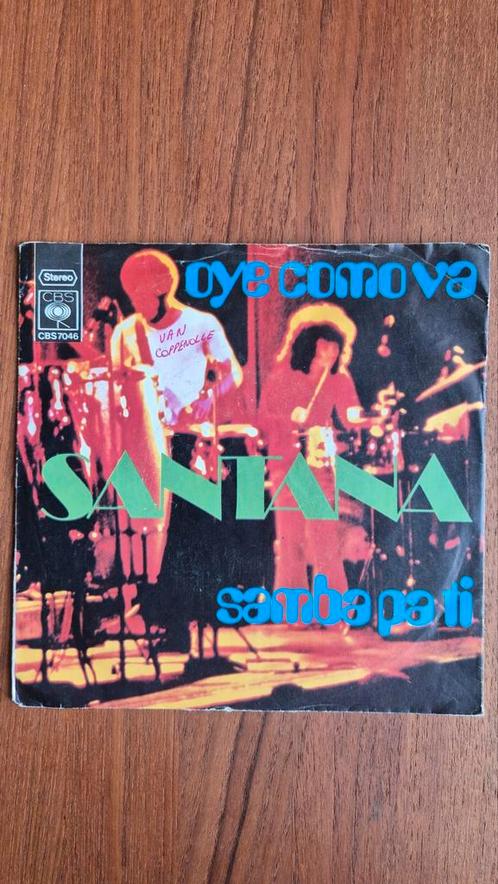 Stereo
CBS
CBS 7046
oye como va
VAN
COPPENOLLE
SANTANA
samba pa ti